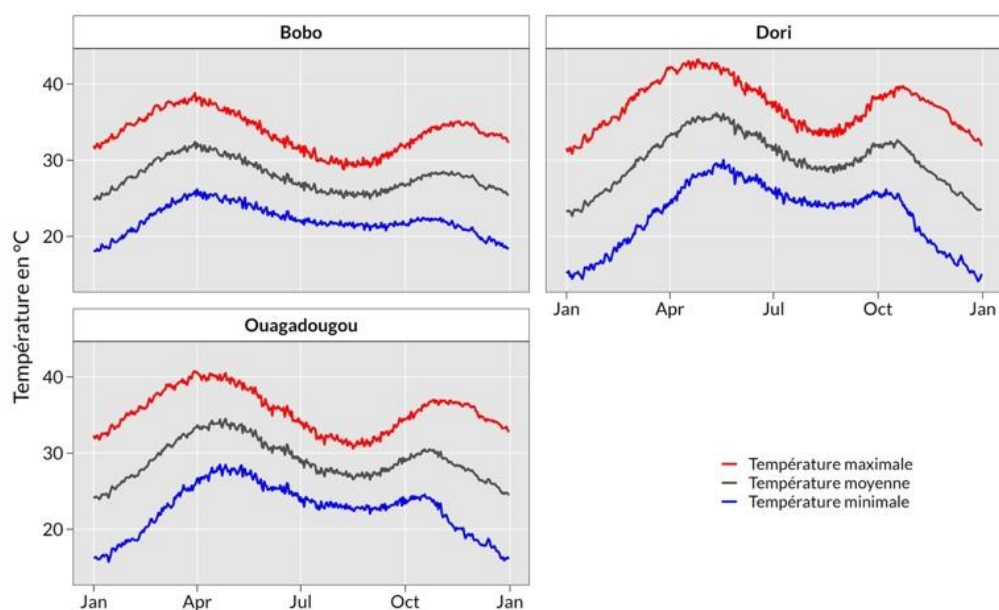 Bobo
Dori
40
30
20
Jan Apr Jul Oct Jan
Ouagadougou
40
30
20
Jan Apr Jul Oct Jan
Température en °C
Température maximale
Température moyenne
Température minimale